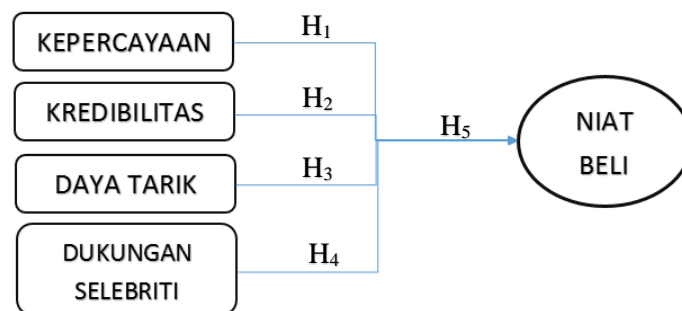 KEPERCAYAAN
H₁
KREDIBILITAS
H₂
DAYA TARIK
H₃
DUKUNGAN
SELEBRITI
H₄
H₅
NIAT
BELI